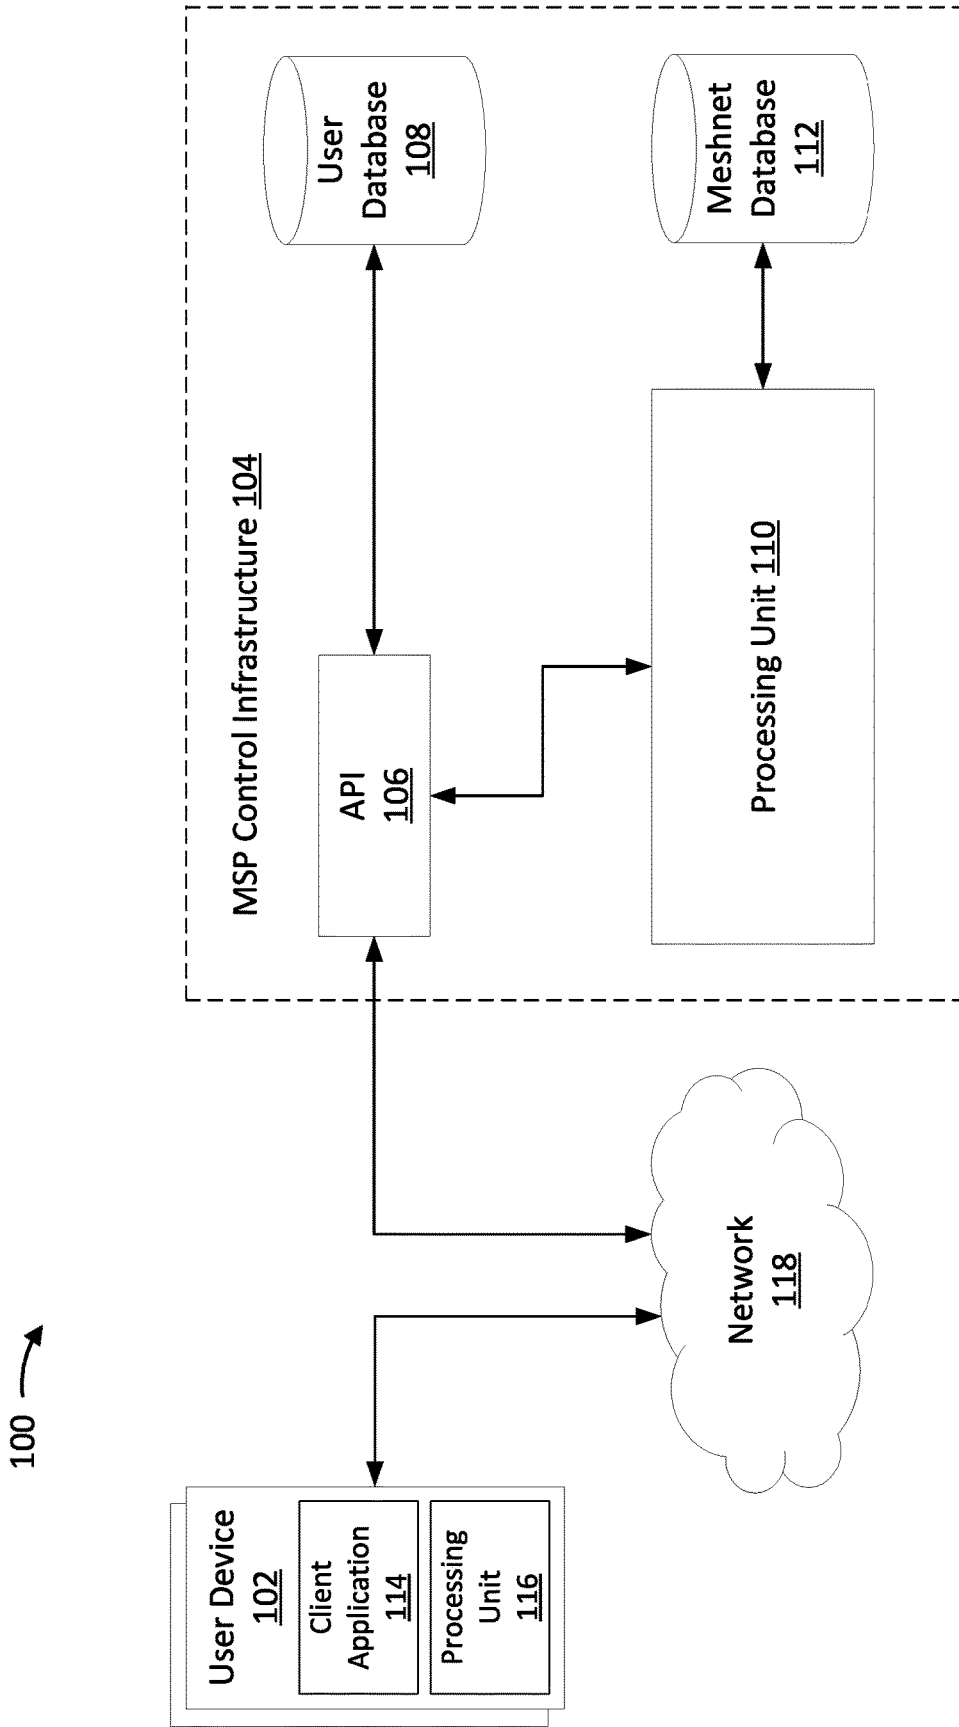 100
User Device
102
Client
Application
114
Processing
Unit
116
Network
118
MSP Control Infrastructure 104
API
106
User
Database
108
Processing Unit 110
Meshnet
Database
112